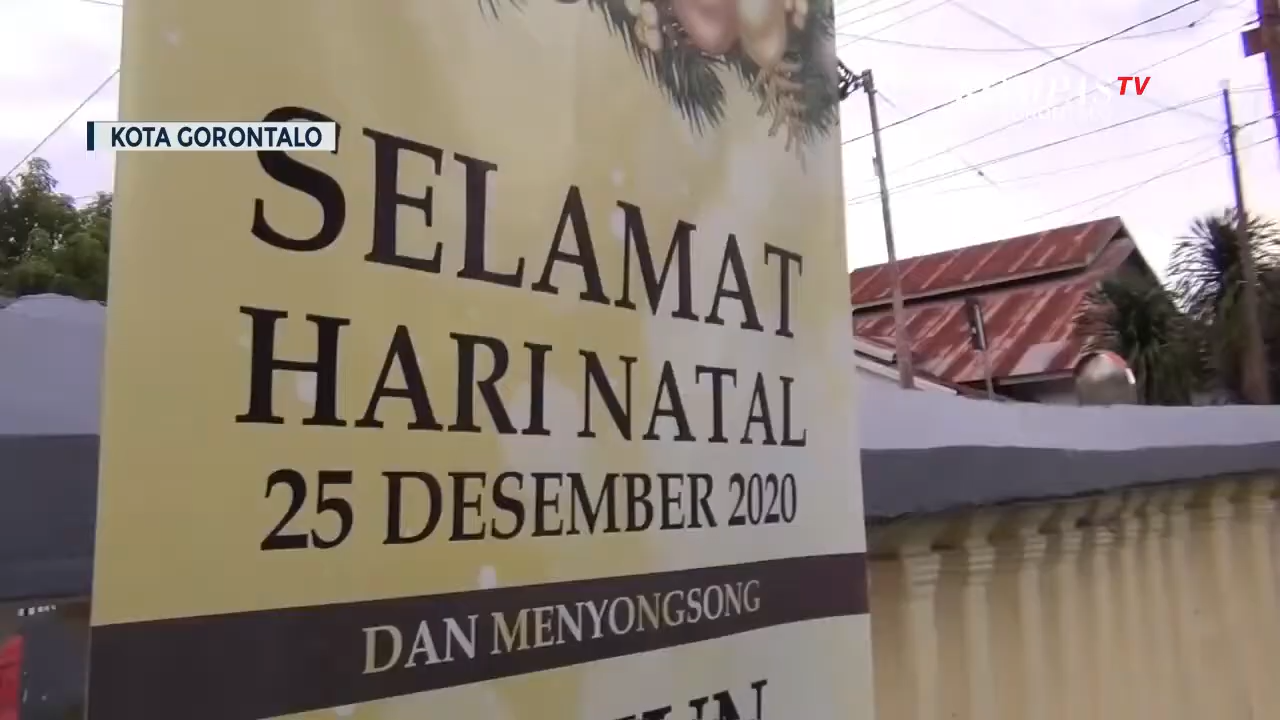 KOTA GORONTALO
TV
SELAMAT
HARI NATAL
25 DESEMBER 2020
DAN MENYONGSONG